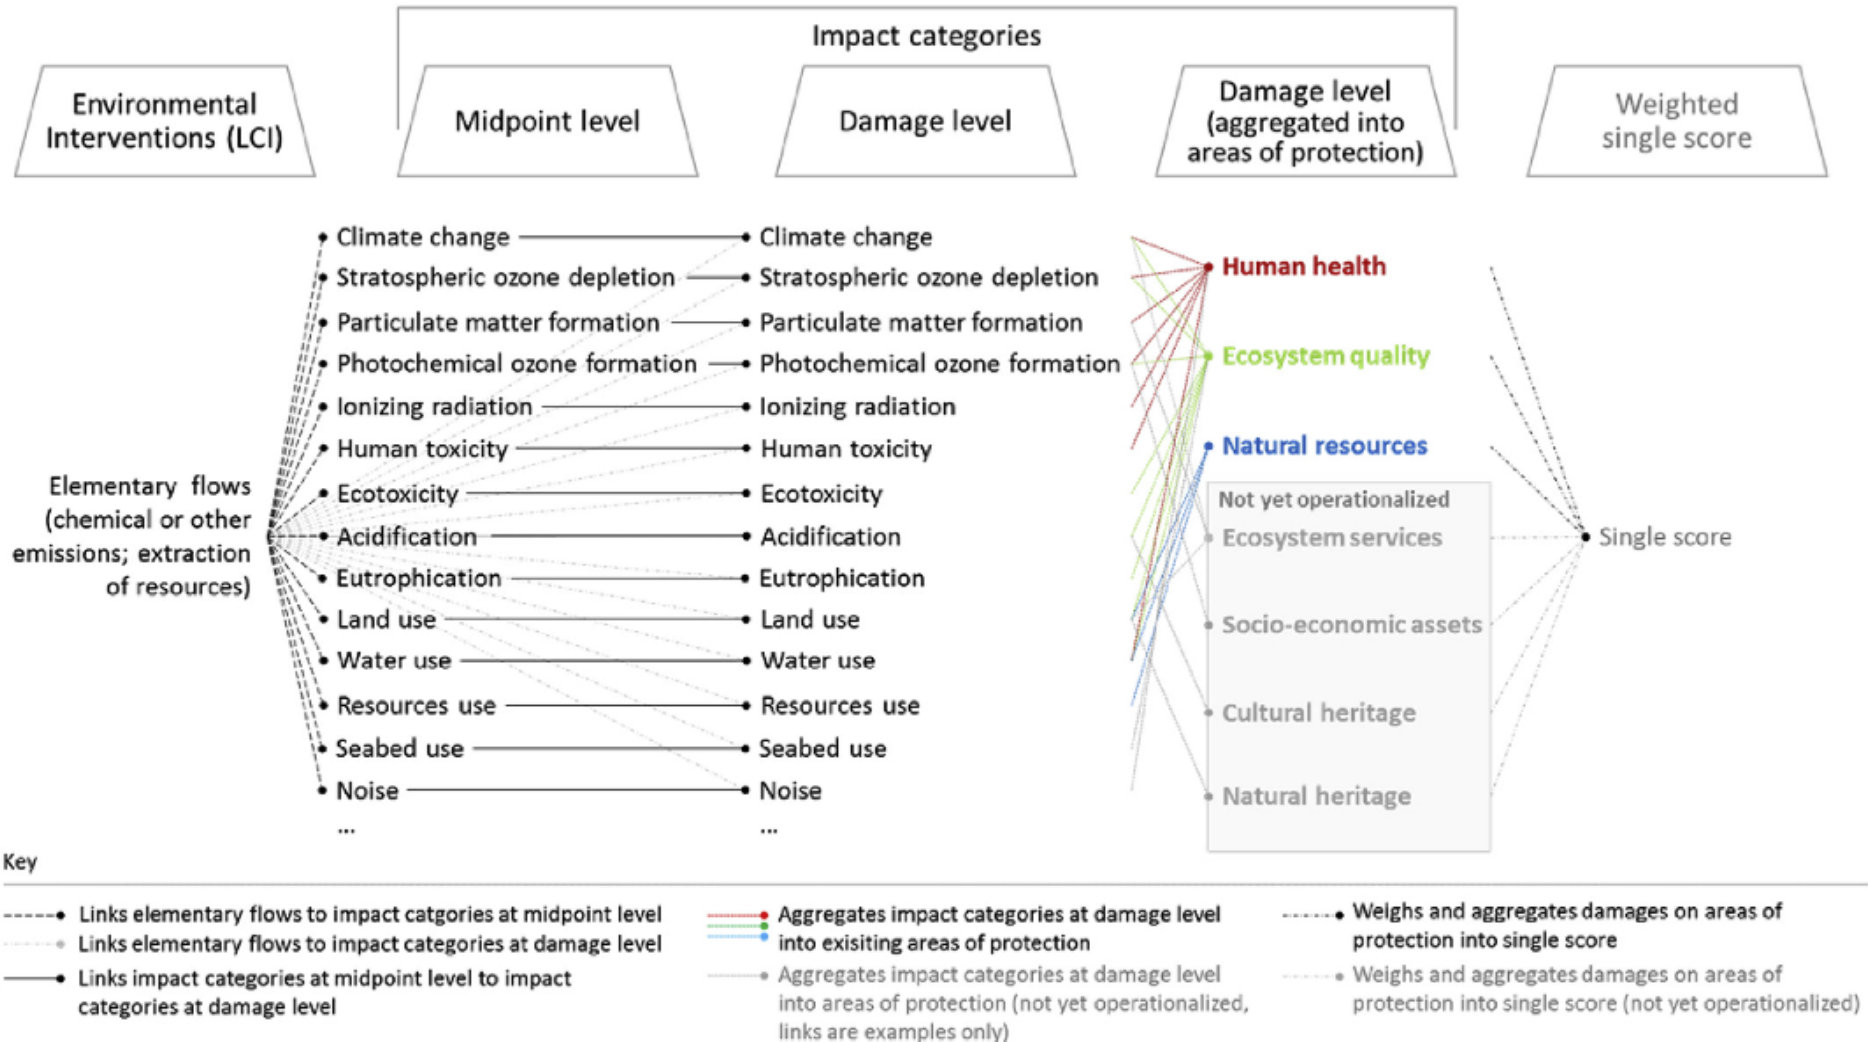 Impact categories
Environmental
Interventions (LCI)
Midpoint level
Damage level
Damage level
(aggregated into
areas of protection)
Weighted
single score
Elementary flows
(chemical or other
emissions; extraction
of resources)
Climate change
Stratospheric ozone depletion
Particulate matter formation
Photochemical ozone formation
Ionizing radiation
Human toxicity
Ecotoxicity
Acidification
Eutrophication
Land use
Water use
Resources use
Seabed use
Noise
...
Climate change
Stratospheric ozone depletion
Particulate matter formation
Photochemical ozone formation
Ionizing radiation
Human toxicity
Ecotoxicity
Acidification
Eutrophication
Land use
Water use
Resources use
Seabed use
Noise
...
Human health
Ecosystem quality
Natural resources
Not yet operationalized
Ecosystem services
Socio-economic assets
Cultural heritage
Natural heritage
Single score
Key
Links elementary flows to impact catgories at midpoint level
Links elementary flows to impact categories at damage level
Links impact categories at midpoint level to impact
categories at damage level
Aggregates impact categories at damage level
into exisiting areas of protection
Aggregates impact categories at damage level
into areas of protection (not yet operationalized,
links are examples only)
Weighs and aggregates damages on areas of
protection into single score
Weighs and aggregates damages on areas of
protection into single score (not yet operationalized)